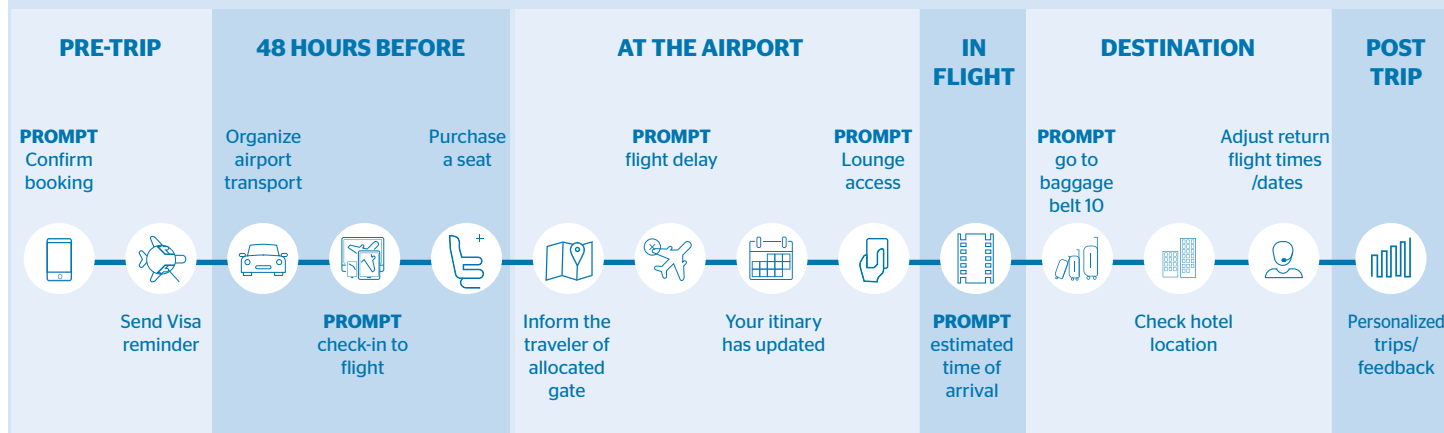 PRE-TRIP
48 HOURS BEFORE
AT THE AIRPORT
IN
FLIGHT
DESTINATION
POST
TRIP
PROMPT
Confirm
booking
Send Visa
reminder
Organize
airport
transport
PROMPT
check-in to
flight
Purchase
a seat
Inform the
traveler of
allocated
gate
PROMPT
flight delay
Your itinary
has updated
PROMPT
Lounge
access
PROMPT
estimated
time of
arrival
PROMPT
go to
baggage
belt 10
Check hotel
location
Adjust return
flight times
/dates
Personalized
trips/
feedback